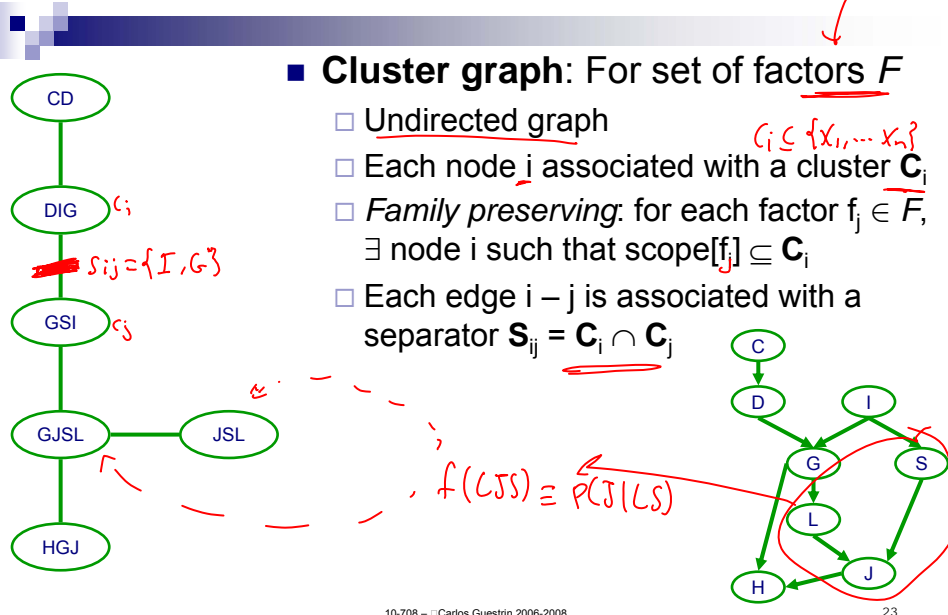 Cluster graph: For set of factors F
Undirected graph
Cᵢ ⊆ {X₁,... Xₙ}
Each node i associated with a cluster Cᵢ
Family preserving: for each factor fⱼ ∈ F,
∃ node i such that scope[fⱼ] ⊆ Cᵢ
Each edge i – j is associated with a
separator Sᵢⱼ = Cᵢ ∩ Cⱼ
CD
DIG Cᵢ
Sᵢⱼ={I,G}
GSI Cⱼ
GJSL JSL
HGJ
f(LJS) ≡ P(J|LS)
C
D I
G S
L
J
H
10-708 – □Carlos Guestrin 2006-2008
23